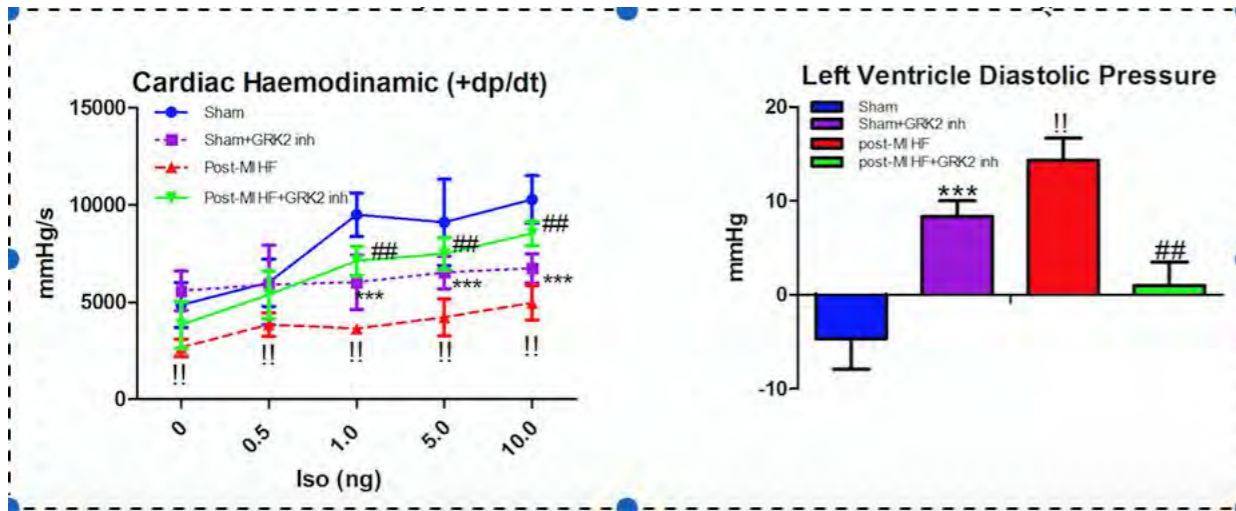 Cardiac Haemodinamic (+dp/dt)
15000
10000
5000
0
mmHg/s
Sham
Sham+GRK2 inh
Post-MI HF
Post-MI HF+GRK2 inh
##
##
##
***
***
***
!!
!!
!!
!!
!!
0
0.5
1.0
5.0
10.0
Iso (ng)
Left Ventricle Diastolic Pressure
20
10
0
-10
mmHg
Sham
Sham+GRK2 inh
post-MI HF
post-MI HF+GRK2 inh
***
!!
##